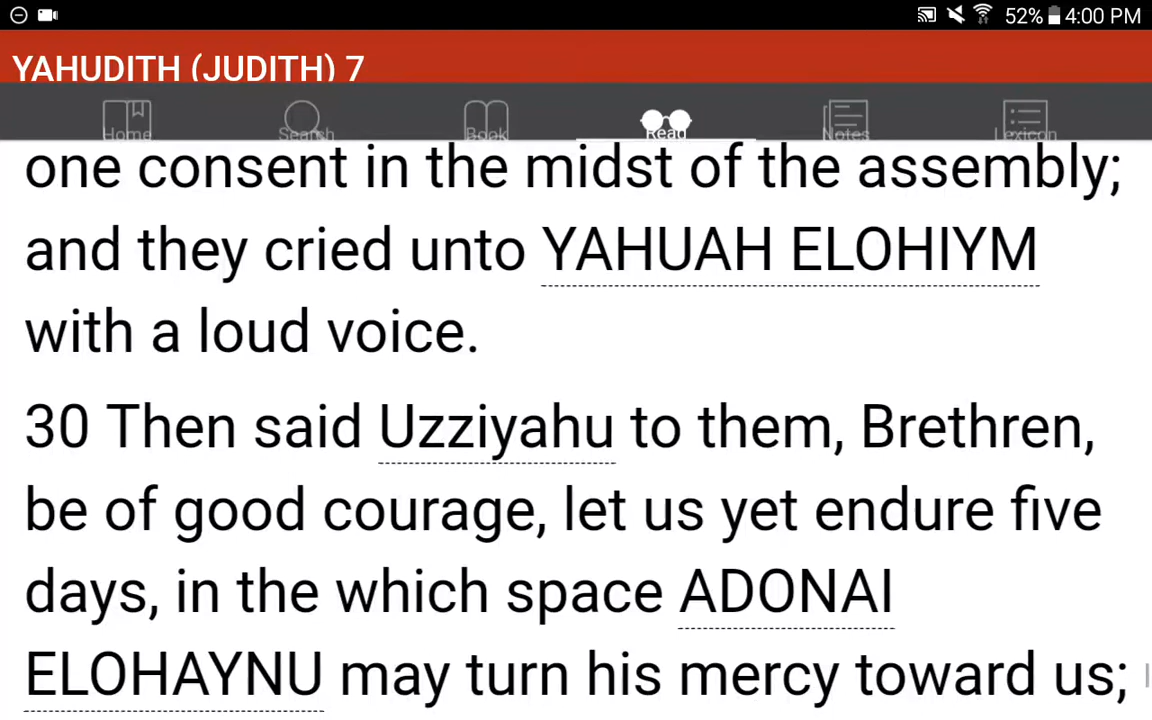 52% 4:00 PM
YAHUDITH (JUDITH) 7
Home Search Book Read Notes Lexicon
one consent in the midst of the assembly;
and they cried unto YAHUAH ELOHIYM
with a loud voice.
30 Then said Uzziyahu to them, Brethren,
be of good courage, let us yet endure five
days, in the which space ADONAI
ELOHAYNU may turn his mercy toward us;